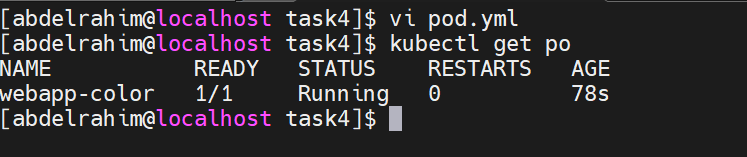 [abdelrahim@localhost task4]$ vi pod.yml
[abdelrahim@localhost task4]$ kubectl get po
NAME           READY   STATUS    RESTARTS   AGE
webapp-color   1/1     Running   0          78s
[abdelrahim@localhost task4]$